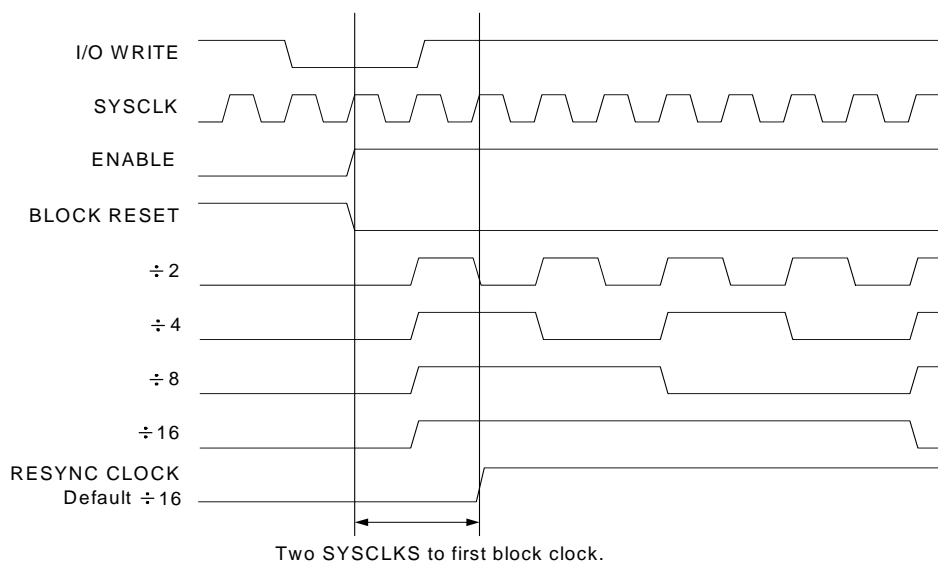 I/O WRITE
SYSCLK
ENABLE
BLOCK RESET
÷2
÷4
÷8
÷16
RESYNC CLOCK
Default ÷16
Two SYSCLKS to first block clock.